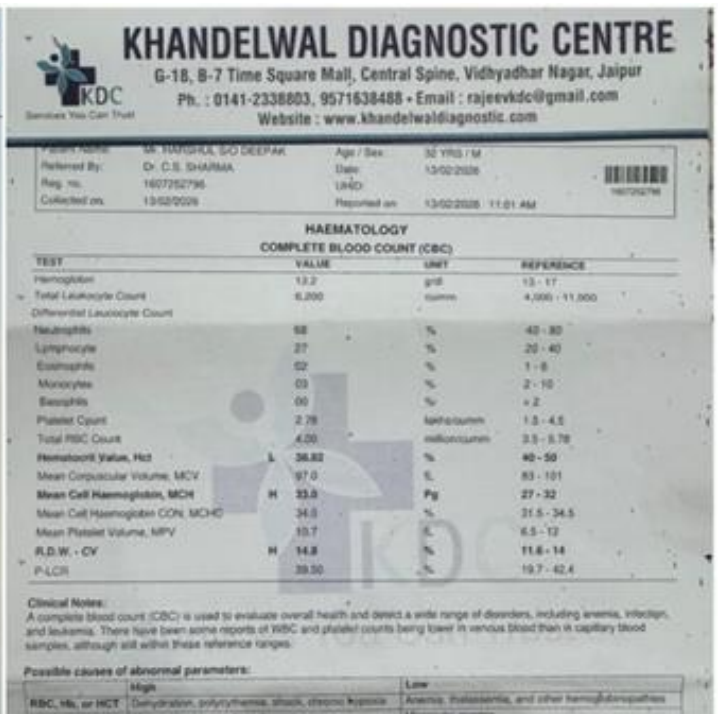 KHANDELWAL DIAGNOSTIC CENTRE
KDC
Services You Can Trust
G-18, B-7 Time Square Mall, Central Spine, Vidhyadhar Nagar, Jaipur
Ph. : 0141-2338803, 9571638488 • Email : rajeevkdc@gmail.com
Website : www.khandelwaldiagnostic.com
Patient Name: Mr. HARSHUL S/O DEEPAK Age / Sex: YRS / M
Referred By: Dr. C.S. SHARMA Date: 13/02/2026
Reg. no. 1607252796 UHID:
1607252796
Collected on: 13/02/2026 Reported on: 13/02/2026 11:01 AM
HAEMATOLOGY
COMPLETE BLOOD COUNT (CBC)
TEST VALUE UNIT REFERENCE
Hemoglobin 13.2 g/dl 13 - 17
Total Leukocyte Count 6,200 cumm 4,000 - 11,000
Differential Leucocyte Count
Neutrophils 68 % 40 - 80
Lymphocyte 27 % 20 - 40
Eosinophils 02 % 1 - 6
Monocytes 03 % 2 - 10
Basophils 00 % < 2
Platelet Count 2.78 lakhs/cumm 1.5 - 4.5
Total RBC Count 4.00 million/cumm 3.5 - 5.78
Hematocrit Value, Hct L 38.82 % 40 - 50
Mean Corpuscular Volume, MCV 97.0 fL 83 - 101
Mean Cell Haemoglobin, MCH H 33.0 Pg 27 - 32
Mean Cell Haemoglobin CON, MCHC 34.0 % 31.5 - 34.5
Mean Platelet Volume, MPV 10.7 fL 6.5 - 12
R.D.W. - CV H 14.8 % 11.6 - 14
P-LCR 39.50 % 19.7 - 42.4
KDC
Clinical Notes:
A complete blood count (CBC) is used to evaluate overall health and detect a wide range of disorders, including anemia, infection,
and leukemia. There have been some reports of WBC and platelet counts being lower in venous blood than in capillary blood
samples, although still within these reference ranges.
Possible causes of abnormal parameters:
High Low
RBC, Hb, or HCT Dehydration, polycythemia, shock, chronic hypoxia Anemia, thalassemia, and other hemoglobinopathies